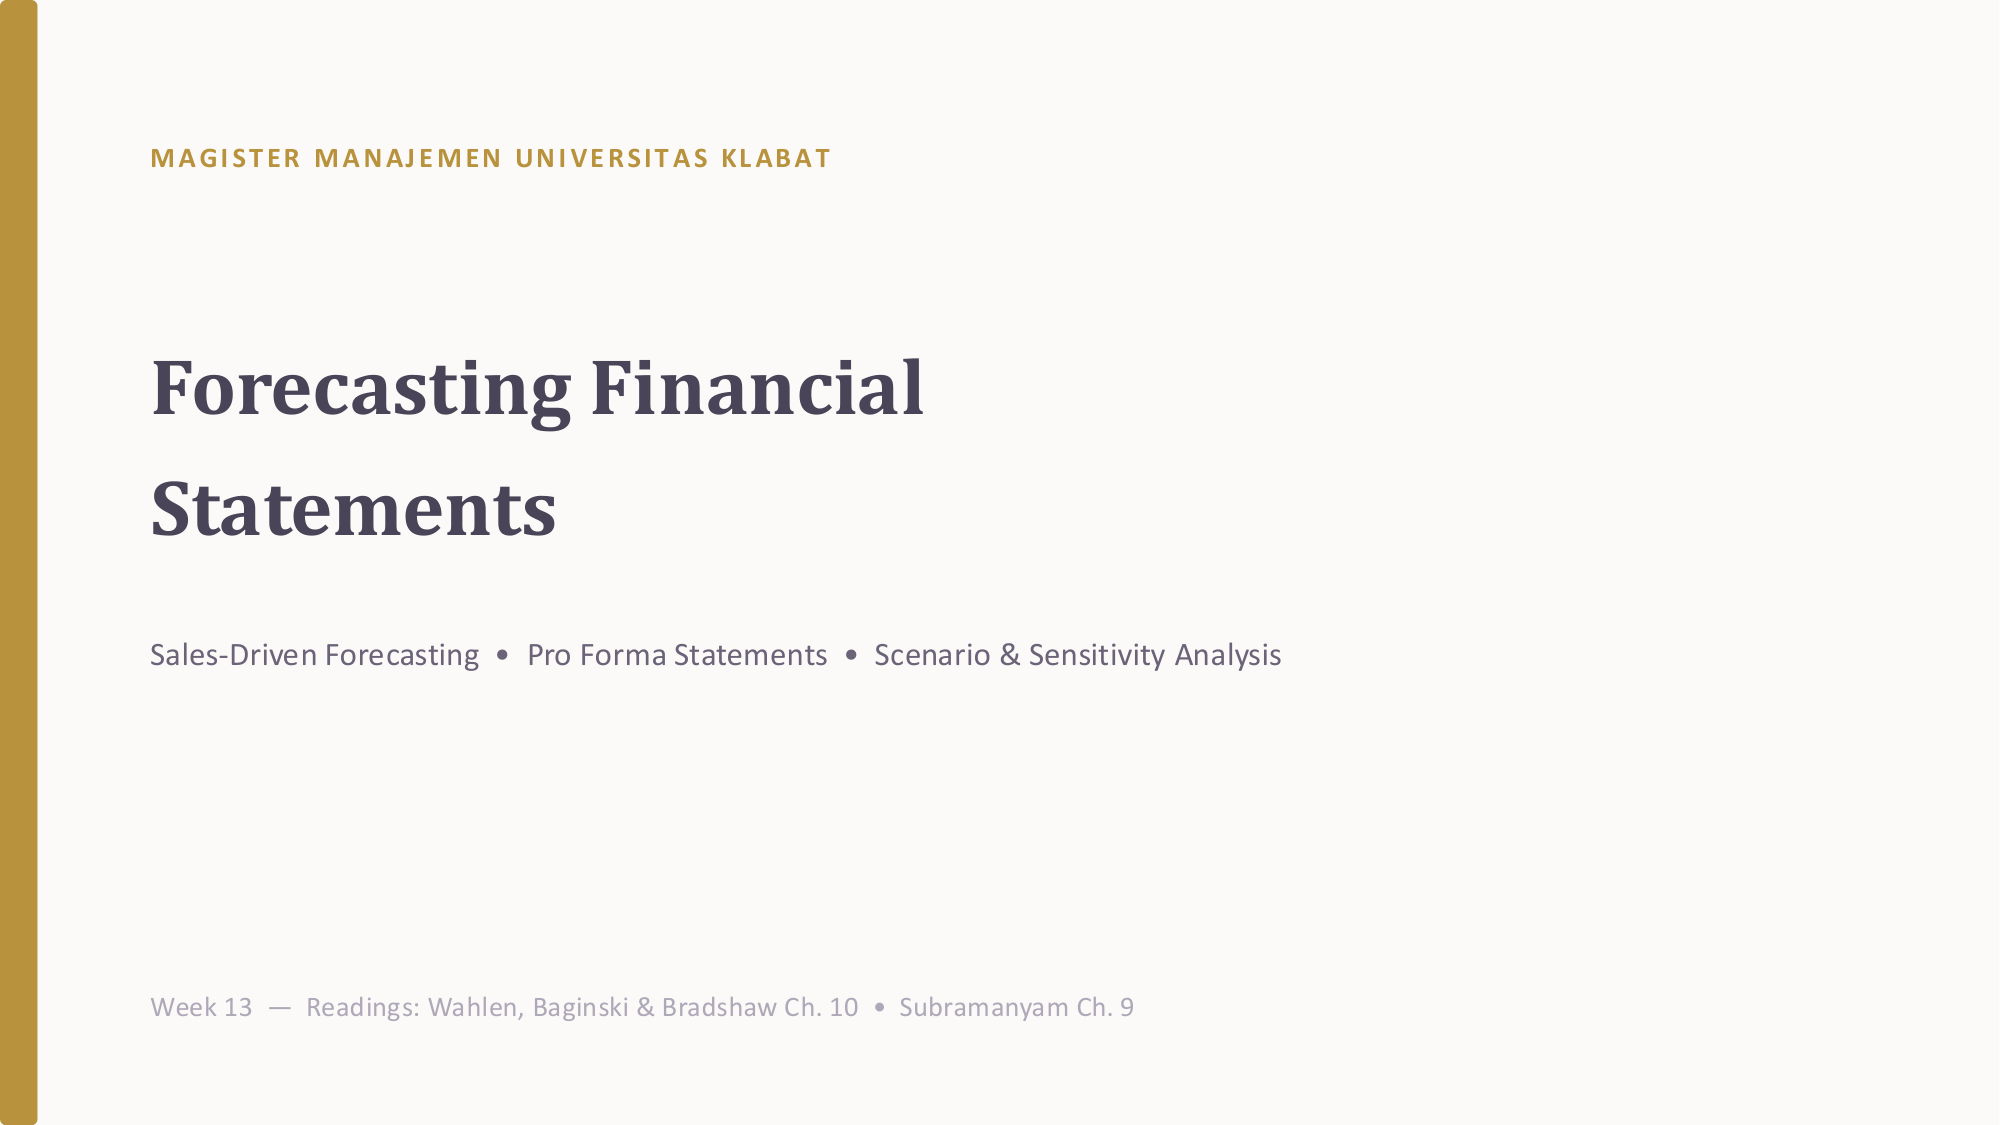 MAGISTER MANAJEMEN UNIVERSITAS KLABAT
Forecasting Financial
Statements
Sales-Driven Forecasting • Pro Forma Statements • Scenario & Sensitivity Analysis
Week 13 — Readings: Wahlen, Baginski & Bradshaw Ch. 10 • Subramanyam Ch. 9